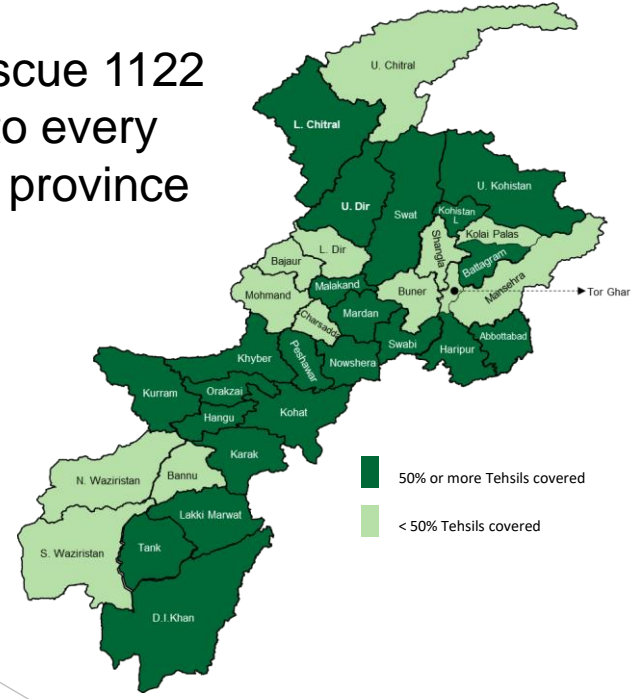 scue 1122
to every
province
U. Chitral
L. Chitral
U. Kohistan
U. Dir
Swat
Kohistan
L
Kolai Palas
Shangla
L. Dir
Battagram
Bajaur
Malakand
Buner
Mansehra
Tor Ghar
Mohmand
Mardan
Charsadda
Abbottabad
Swabi
Haripur
Khyber
Peshawar
Nowshera
Kurram
Orakzai
Hangu
Kohat
Karak
50% or more Tehsils covered
N. Waziristan
Bannu
Lakki Marwat
< 50% Tehsils covered
S. Waziristan
Tank
D.I.Khan